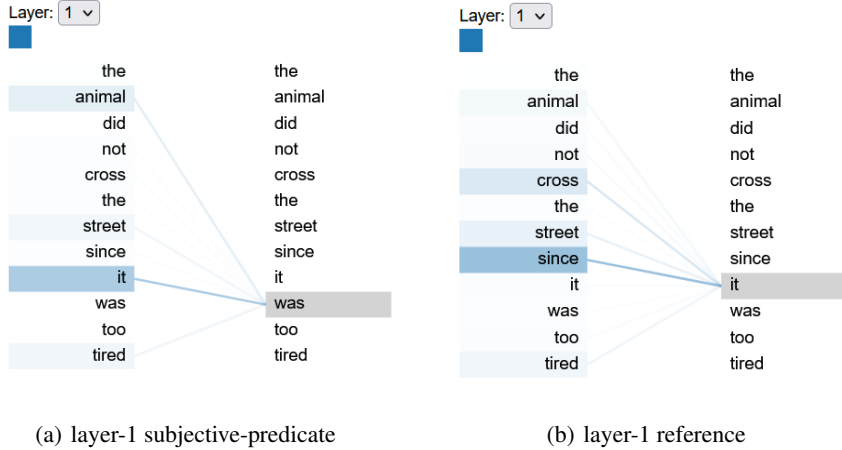 Layer: 1
the the
animal animal
did did
not not
cross cross
the the
street street
since since
it it
was was
too too
tired tired
(a) layer-1 subjective-predicate
Layer: 1
the the
animal animal
did did
not not
cross cross
the the
street street
since since
it it
was was
too too
tired tired
(b) layer-1 reference